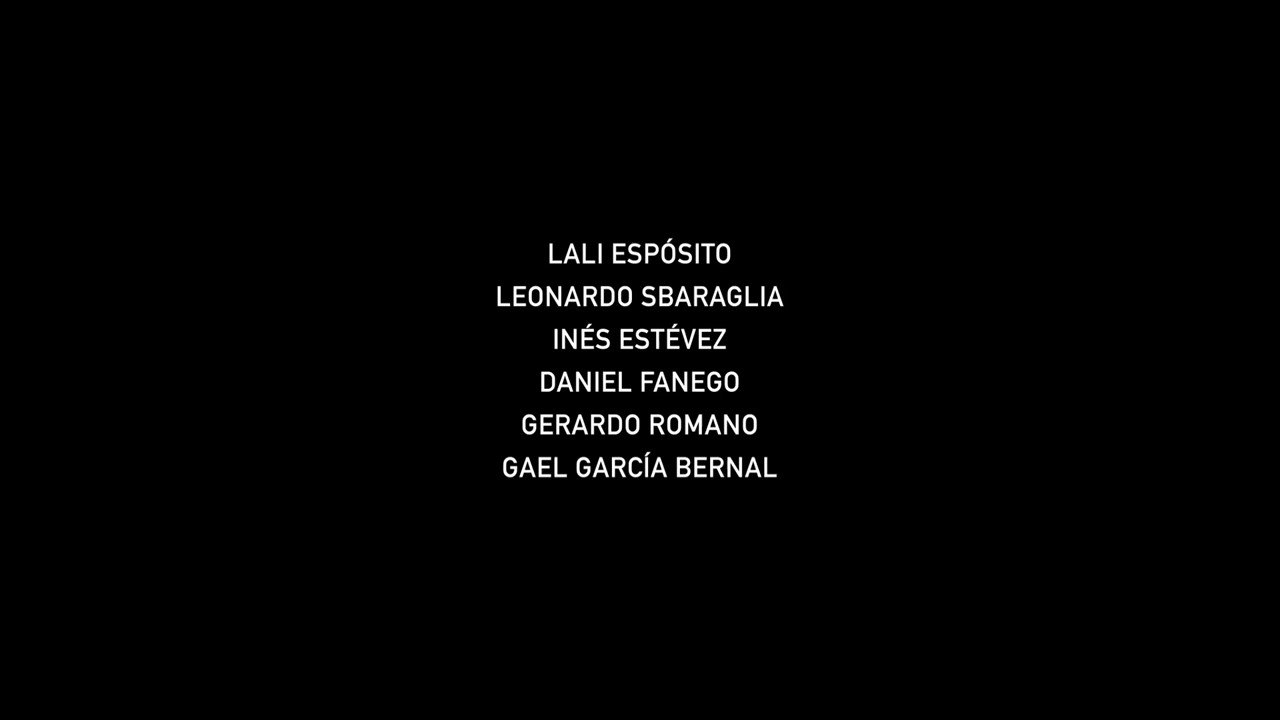 LALI ESPÓSITO
LEONARDO SBARAGLIA
INÉS ESTÉVEZ
DANIEL FANEGO
GERARDO ROMANO
GAEL GARCÍA BERNAL